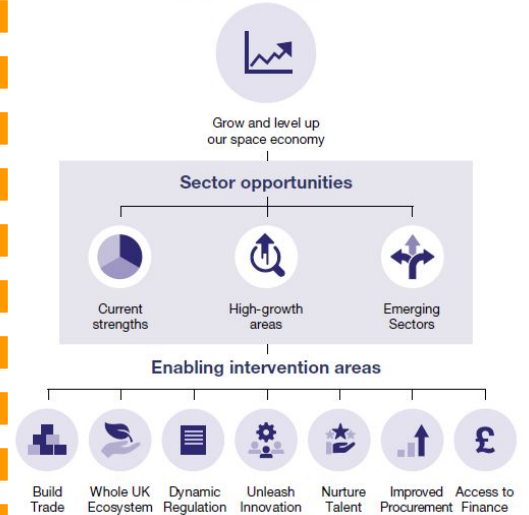 Grow and level up
our space economy
Sector opportunities
Current
strengths
High-growth
areas
Emerging
Sectors
Enabling intervention areas
Build
Trade
Whole UK
Ecosystem
Dynamic
Regulation
Unleash
Innovation
Nurture
Talent
Improved
Procurement
£
Access to
Finance